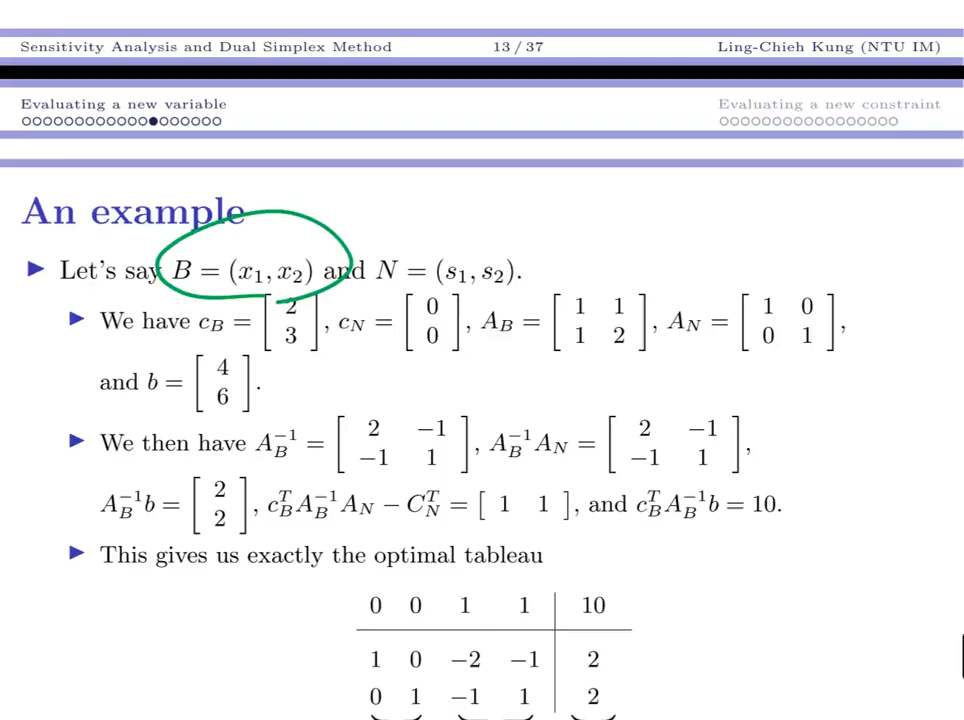 Sensitivity Analysis and Dual Simplex Method 13 / 37 Ling-Chieh Kung (NTU IM)
Evaluating a new variable Evaluating a new constraint
An example
▶ Let's say B = (x₁, x₂) and N = (s₁, s₂).
▶ We have c_B = [2; 3], c_N = [0; 0], A_B = [1 1; 1 2], A_N = [1 0; 0 1],
and b = [4; 6].
▶ We then have A_B^{-1} = [2 −1; −1 1], A_B^{-1} A_N = [2 −1; −1 1],
A_B^{-1} b = [2; 2], c_B^T A_B^{-1} A_N − C_N^T = [1 1], and c_B^T A_B^{-1} b = 10.
▶ This gives us exactly the optimal tableau
0 0 1 1 10
1 0 −2 −1 2
0 1 −1 1 2